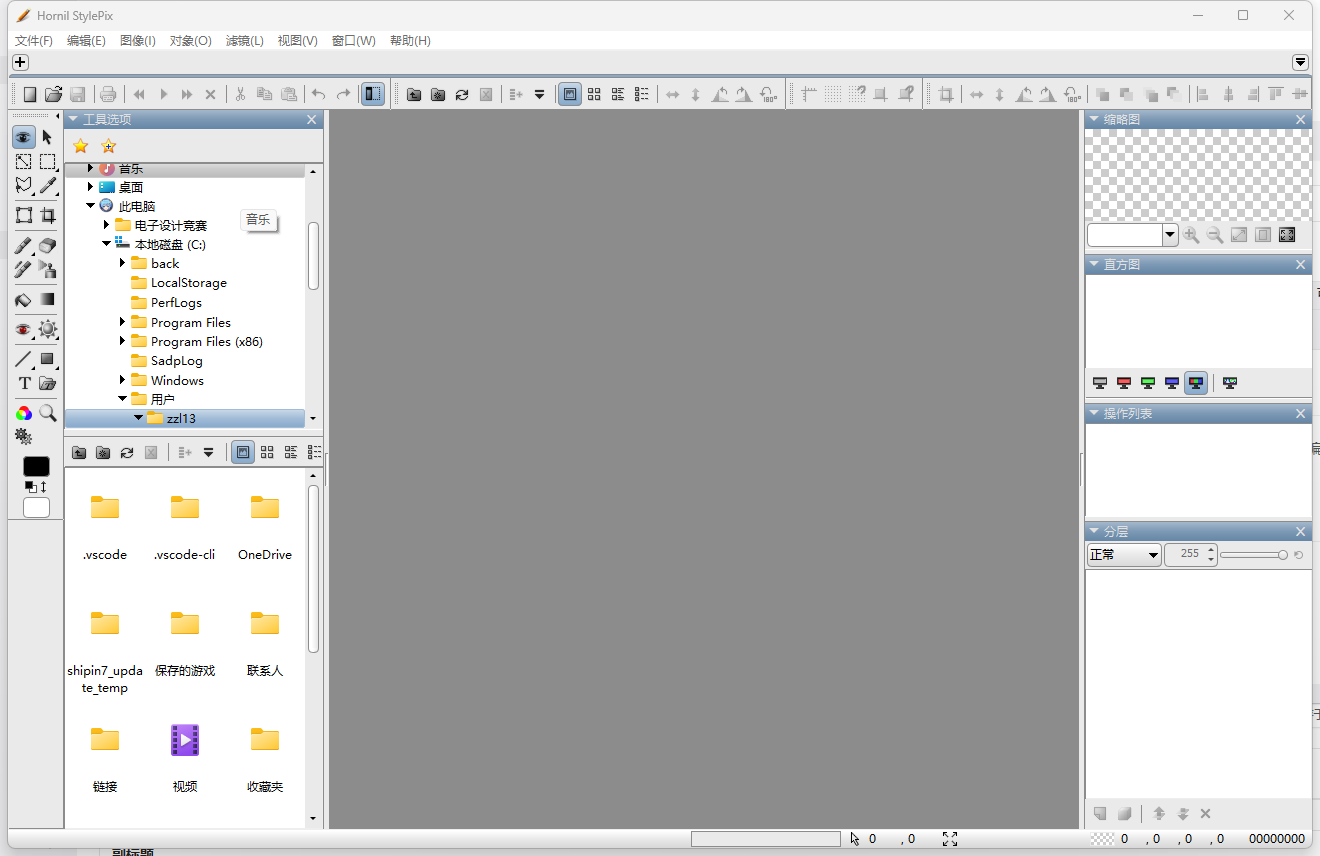 Hornil StylePix
文件(F) 编辑(E) 图像(I) 对象(O) 滤镜(L) 视图(V) 窗口(W) 帮助(H)
工具选项
音乐
桌面
此电脑
音乐
电子设计竞赛
本地磁盘 (C:)
back
LocalStorage
PerfLogs
Program Files
Program Files (x86)
SadpLog
Windows
用户
zzl13
.vscode .vscode-cli OneDrive
shipin7_upda
te_temp
保存的游戏 联系人
链接 视频 收藏夹
缩略图
直方图
操作列表
分层
正常 255
0 , 0
0 , 0 , 0 , 0 00000000
副标题